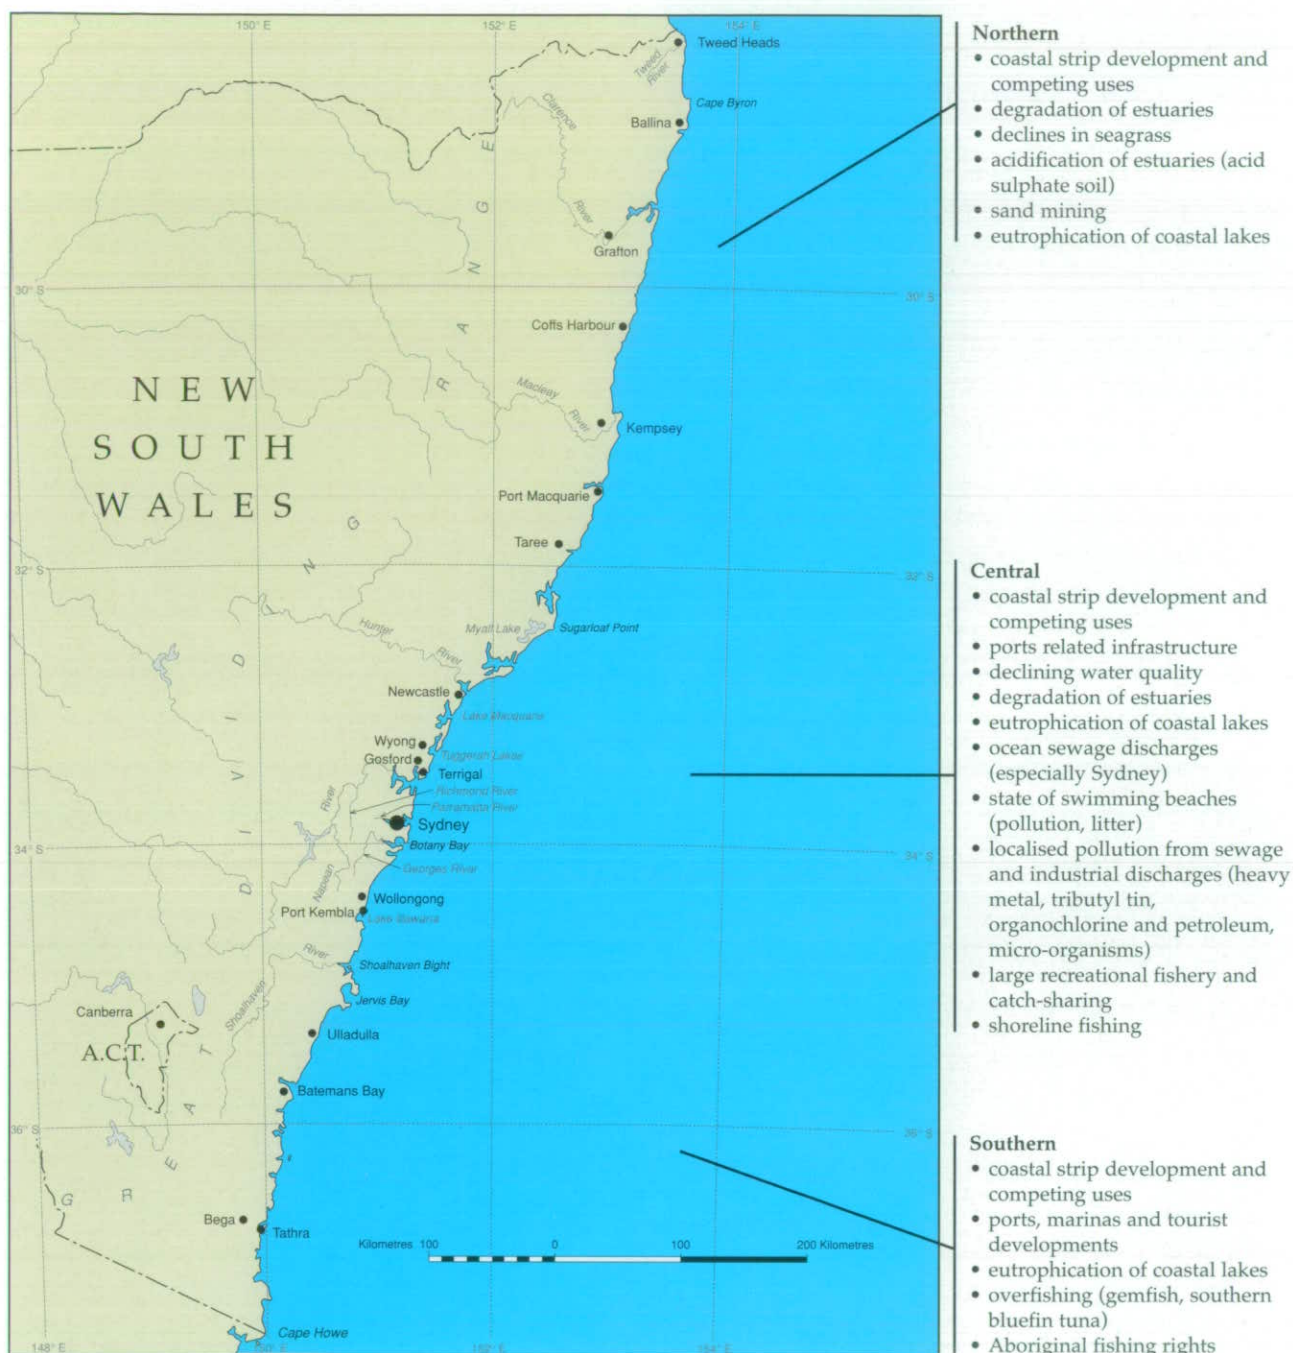 150° E
152° E
154° E
Tweed Heads
Tweed
River
Cape Byron
Clarence
Ballina
River
Grafton
30° S
30° S
Coffs Harbour
NEW
SOUTH
WALES
Macleay
River
Kempsey
Port Macquarie
Taree
32° S
32° S
Hunter
River
Myall Lake
Sugarloaf Point
Newcastle
Lake Macquarie
Wyong
Tuggerah Lakes
Gosford
Terrigal
River
Richmond River
Parramatta River
Sydney
34° S
Botany Bay
34° S
Georges River
Nepean
Wollongong
Port Kembla
Lake Illawarra
River
Shoalhaven Bight
Shoalhaven
Jervis Bay
Canberra
Ulladulla
A.C.T.
Batemans Bay
36° S
36° S
GREAT DIVIDING RANGE
Bega
Tathra
Kilometres 100 0 100 200 Kilometres
Cape Howe
148° E
150° E
152° E
154° E
Northern
• coastal strip development and
competing uses
• degradation of estuaries
• declines in seagrass
• acidification of estuaries (acid
sulphate soil)
• sand mining
• eutrophication of coastal lakes
Central
• coastal strip development and
competing uses
• ports related infrastructure
• declining water quality
• degradation of estuaries
• eutrophication of coastal lakes
• ocean sewage discharges
(especially Sydney)
• state of swimming beaches
(pollution, litter)
• localised pollution from sewage
and industrial discharges (heavy
metal, tributyl tin,
organochlorine and petroleum,
micro-organisms)
• large recreational fishery and
catch-sharing
• shoreline fishing
Southern
• coastal strip development and
competing uses
• ports, marinas and tourist
developments
• eutrophication of coastal lakes
• overfishing (gemfish, southern
bluefin tuna)
• Aboriginal fishing rights